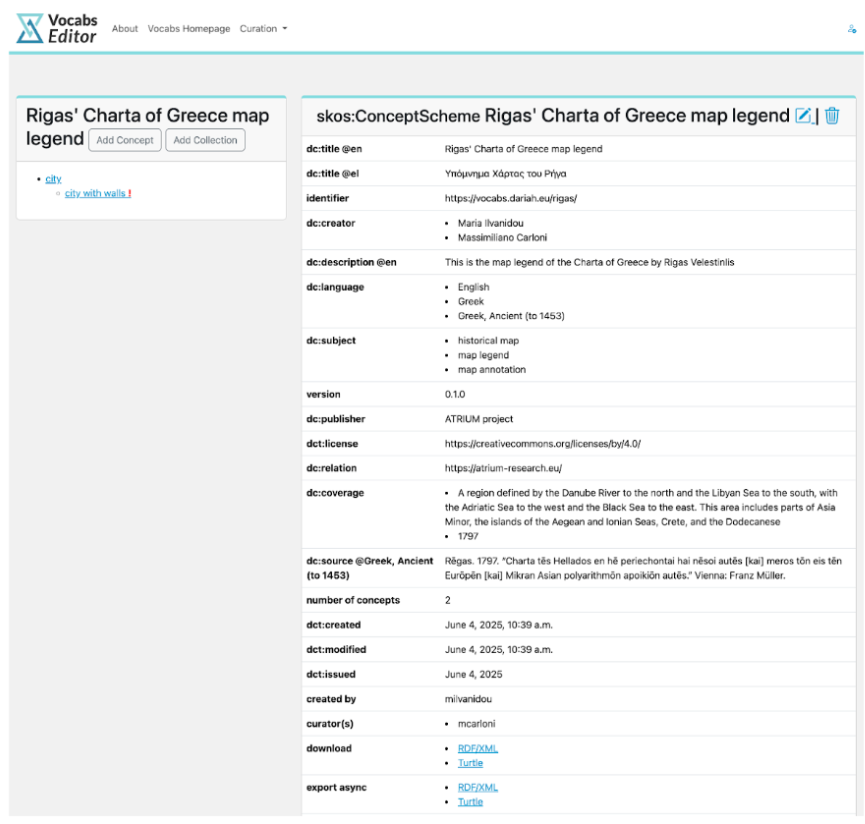 Vocabs
Editor
About
Vocabs Homepage
Curation
Rigas' Charta of Greece map
legend
Add Concept
Add Collection
• city
◦ city with walls !
skos:ConceptScheme Rigas' Charta of Greece map legend |
dc:title @en Rigas' Charta of Greece map legend
dc:title @el Υπόμνημα Χάρτας του Ρήγα
identifier https://vocabs.dariah.eu/rigas/
dc:creator • Maria Ilvanidou
• Massimiliano Carloni
dc:description @en This is the map legend of the Charta of Greece by Rigas Velestinlis
dc:language • English
• Greek
• Greek, Ancient (to 1453)
dc:subject • historical map
• map legend
• map annotation
version 0.1.0
dc:publisher ATRIUM project
dct:license https://creativecommons.org/licenses/by/4.0/
dc:relation https://atrium-research.eu/
dc:coverage • A region defined by the Danube River to the north and the Libyan Sea to the south, with
the Adriatic Sea to the west and the Black Sea to the east. This area includes parts of Asia
Minor, the islands of the Aegean and Ionian Seas, Crete, and the Dodecanese
• 1797
dc:source @Greek, Ancient Rēgas. 1797. "Charta tēs Hellados en hē periechontai hai nēsoi autēs [kai] meros tōn eis tēn
(to 1453) Eurōpēn [kai] Mikran Asian polyarithmōn apoikiōn autēs." Vienna: Franz Müller.
number of concepts 2
dct:created June 4, 2025, 10:39 a.m.
dct:modified June 4, 2025, 10:39 a.m.
dct:issued June 4, 2025
created by milvanidou
curator(s) • mcarloni
download • RDF/XML
• Turtle
export async • RDF/XML
• Turtle